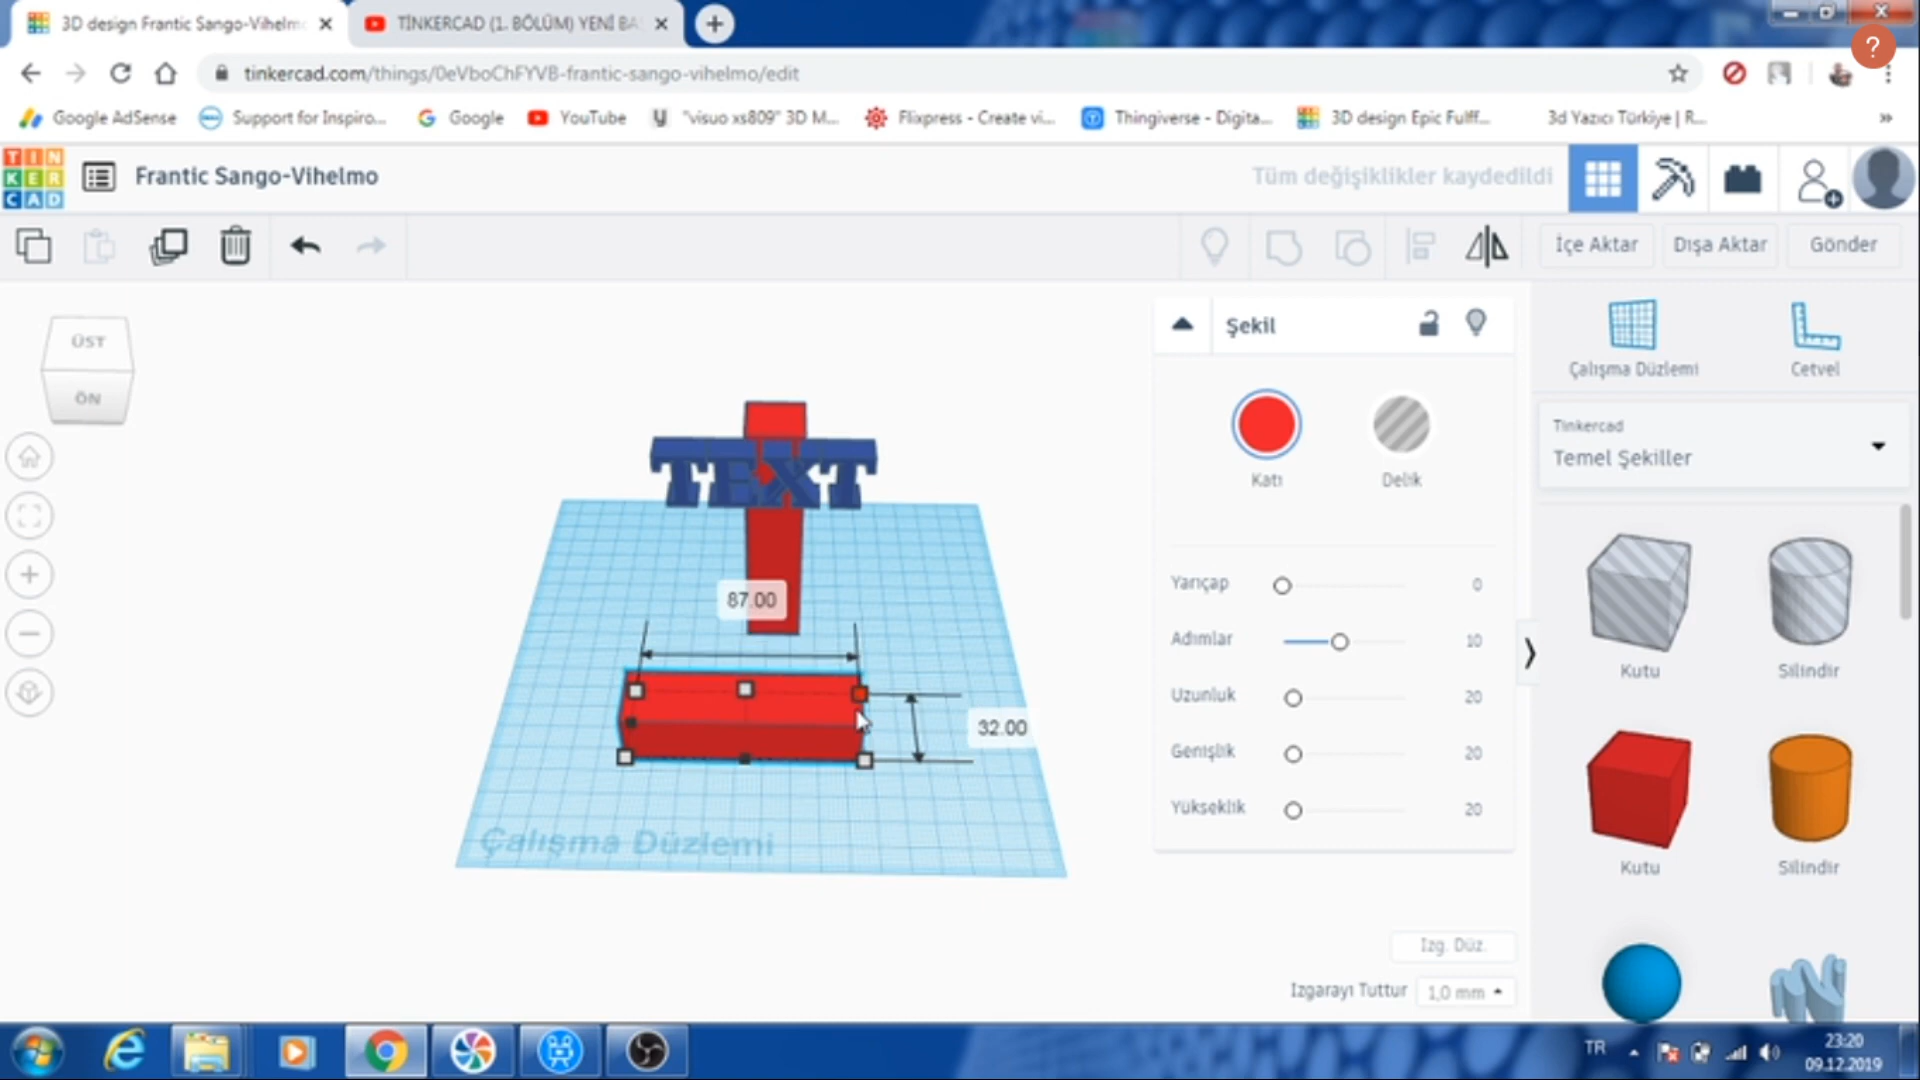 3D design Frantic Sango-Vihelm
TİNKERCAD (1. BÖLÜM) YENİ BA
tinkercad.com/things/0eVboChFYVB-frantic-sango-vihelmo/edit
?
Google AdSense
Support for Inspiro...
Google
YouTube
"visuo xs809" 3D M...
Flixpress - Create vi...
Thingiverse - Digita...
3D design Epic Fulff...
3d Yazıcı Türkiye | R...
»
TIN
KER
CAD
Frantic Sango-Vihelmo
Tüm değişiklikler kaydedildi
İçe Aktar
Dışa Aktar
Gönder
ÜST
ÖN
Şekil
Katı
Delik
Yarıçap 0
Adımlar 10
Uzunluk 20
Genişlik 20
Yükseklik 20
Çalışma Düzlemi
Cetvel
Tinkercad
Temel Şekiller
Kutu
Silindir
Kutu
Silindir
TEXT
87.00
32.00
Çalışma Düzlemi
Izg. Düz.
Izgarayı Tuttur 1,0 mm
TR
23:20
09.12.2019